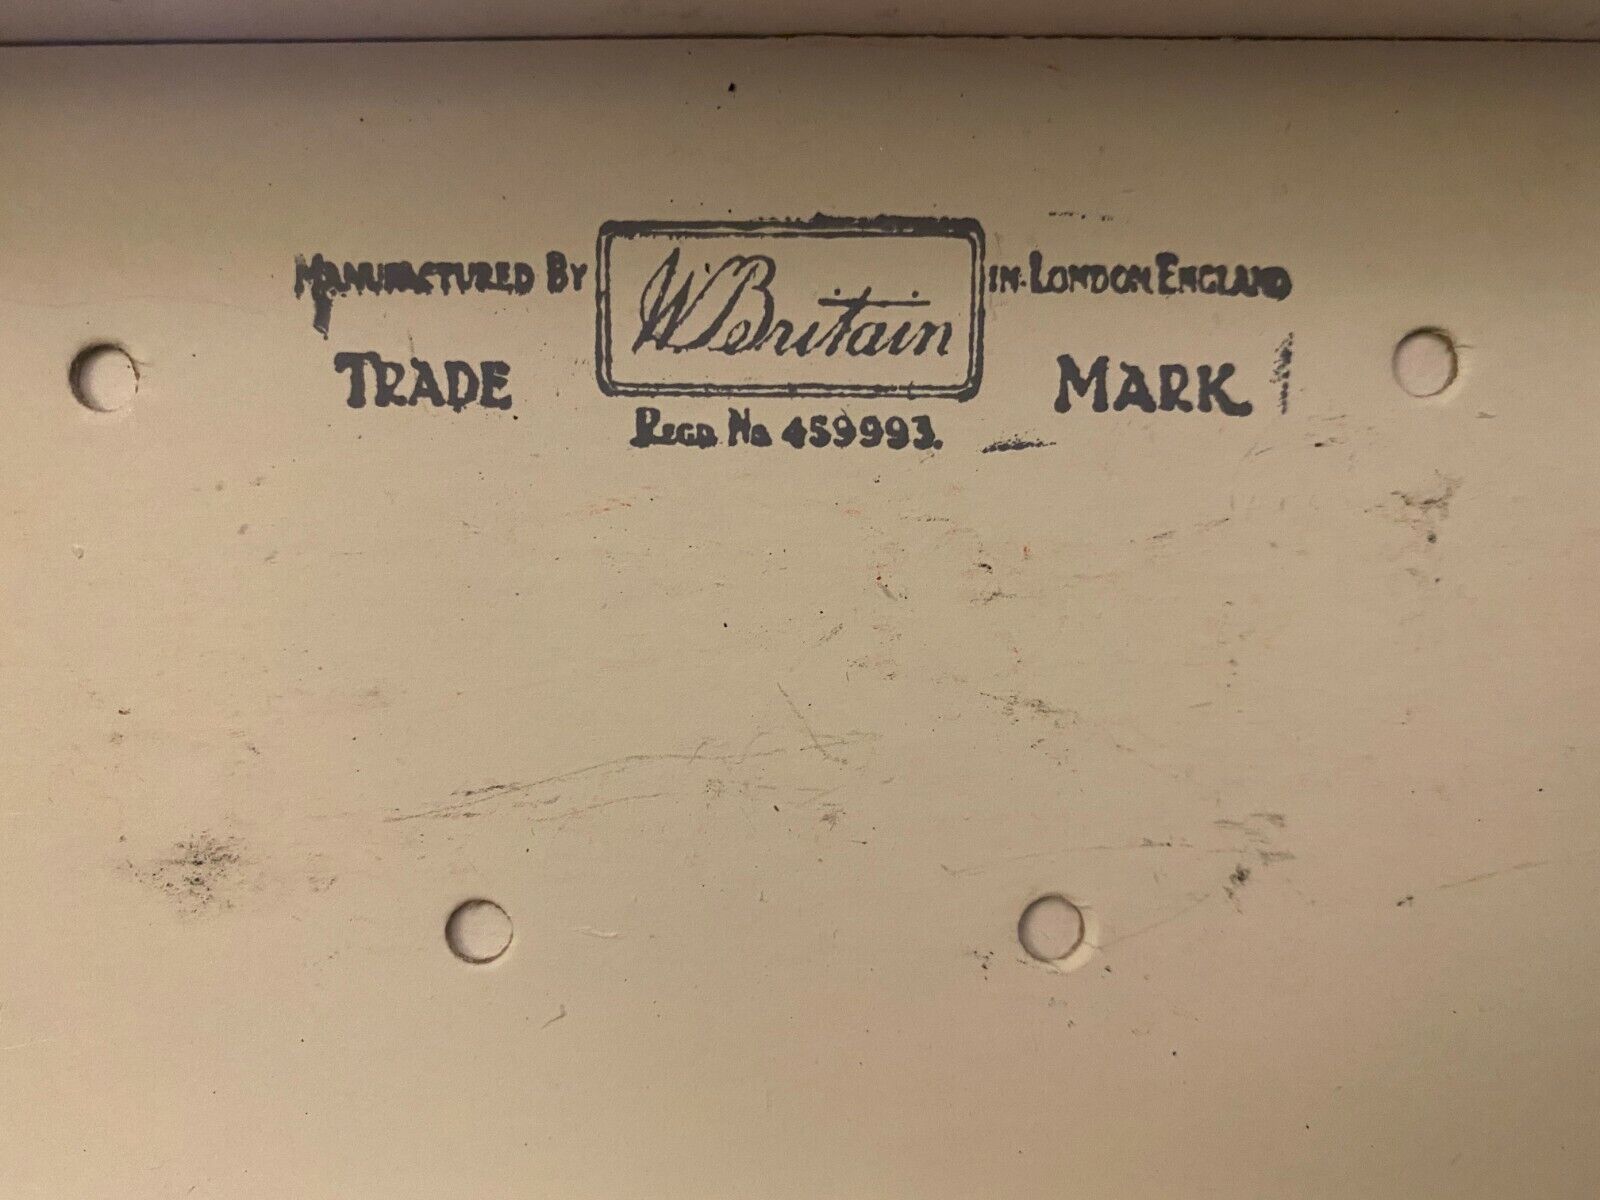 MANUFACTURED BY W Britain IN LONDON ENGLAND
TRADE MARK
REGD No 459993.